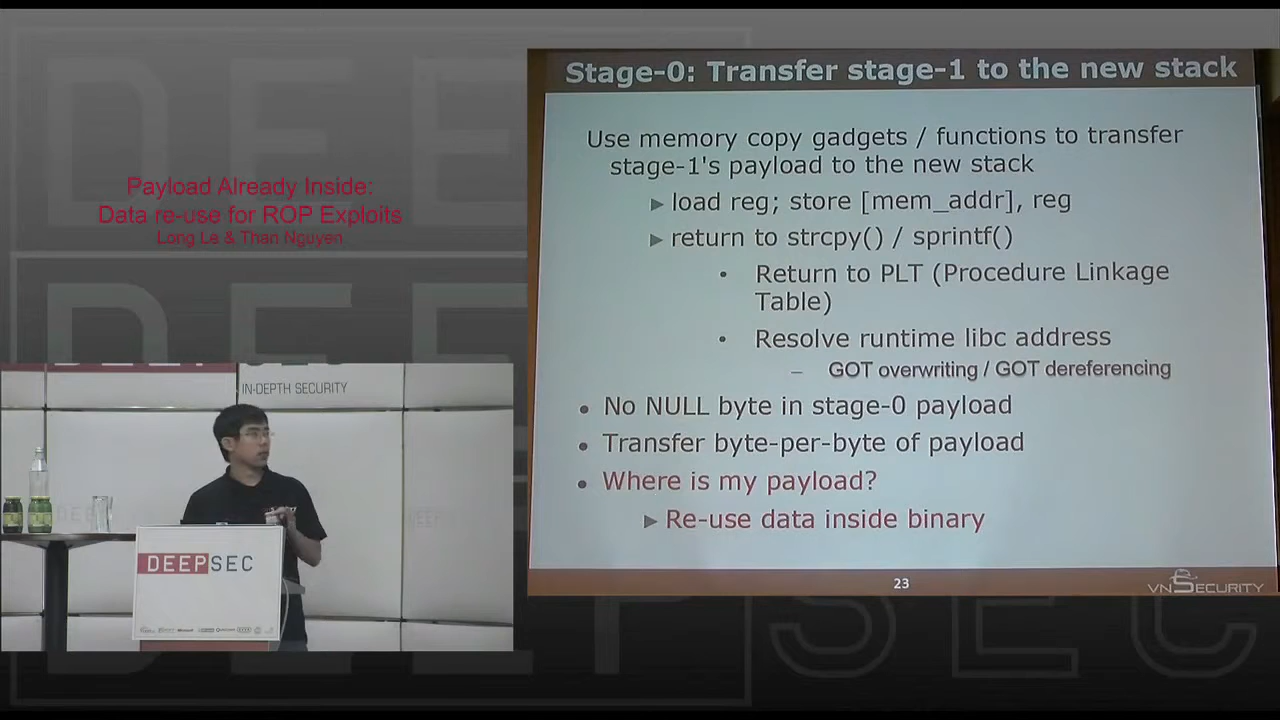 Stage-0: Transfer stage-1 to the new stack
Use memory copy gadgets / functions to transfer
stage-1's payload to the new stack
▶ load reg; store [mem_addr], reg
▶ return to strcpy() / sprintf()
• Return to PLT (Procedure Linkage
Table)
• Resolve runtime libc address
– GOT overwriting / GOT dereferencing
• No NULL byte in stage-0 payload
• Transfer byte-per-byte of payload
• Where is my payload?
▶ Re-use data inside binary
23
VNSECURITY
Payload Already Inside:
Data re-use for ROP Exploits
Long Le & Than Nguyen
IN-DEPTH SECURITY
DEEPSEC
DEEP
DEEP
DEEPSEC